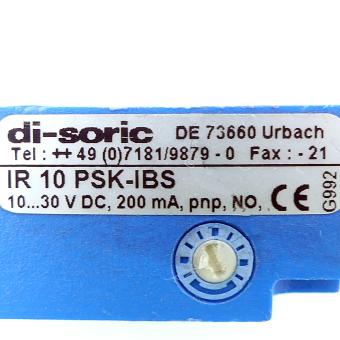 di-soric DE 73660 Urbach
Tel : ++ 49 (0)7181/9879 - 0 Fax : - 21
IR 10 PSK-IBS
10...30 V DC, 200 mA, pnp, NO, CE
G992